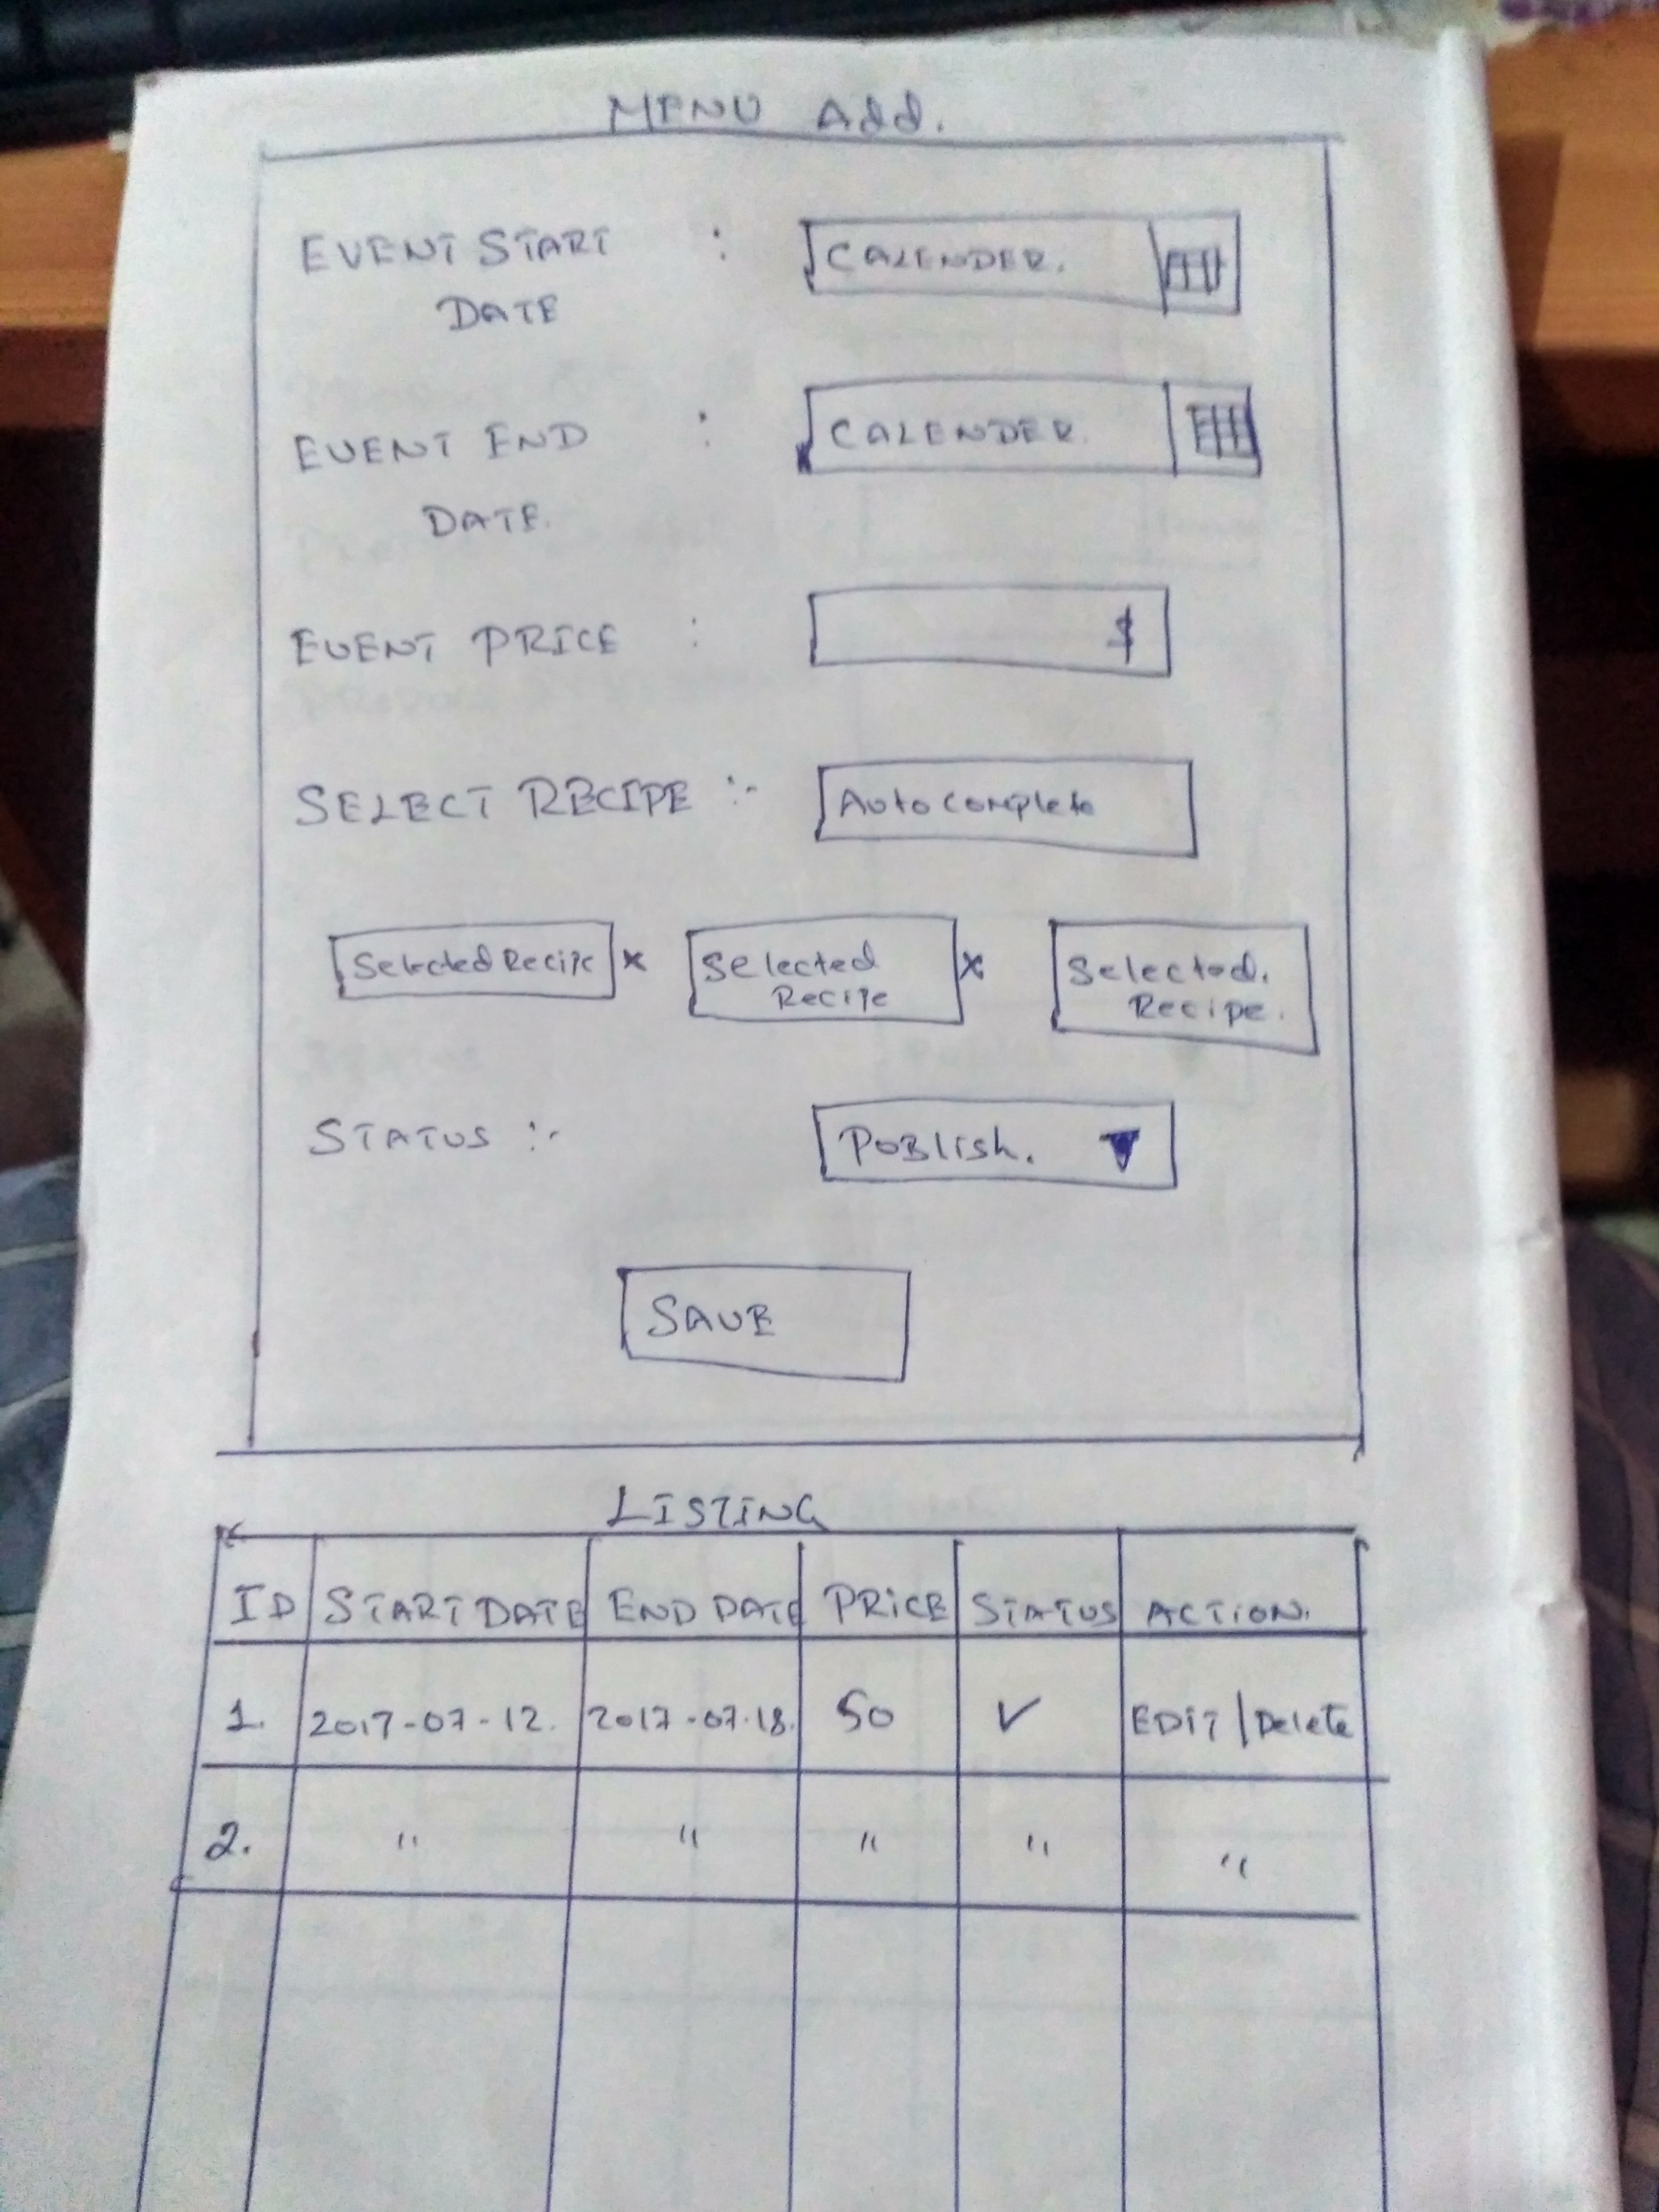 MENU Add.
EVENT START : CALENDER.
DATE
EVENT END : CALENDER.
DATE.
EVENT PRICE : $
SELECT RECIPE :- Autocomplete
Selected Recipe x Selected x Selected.
Recipe Recipe.
STATUS :- Publish.
SAVE
LISTING
ID START DATE END DATE PRICE STATUS ACTION.
1. 2017-07-12. 2017-07-18. 50 ✓ EDIT | Delete
2. " " " " "